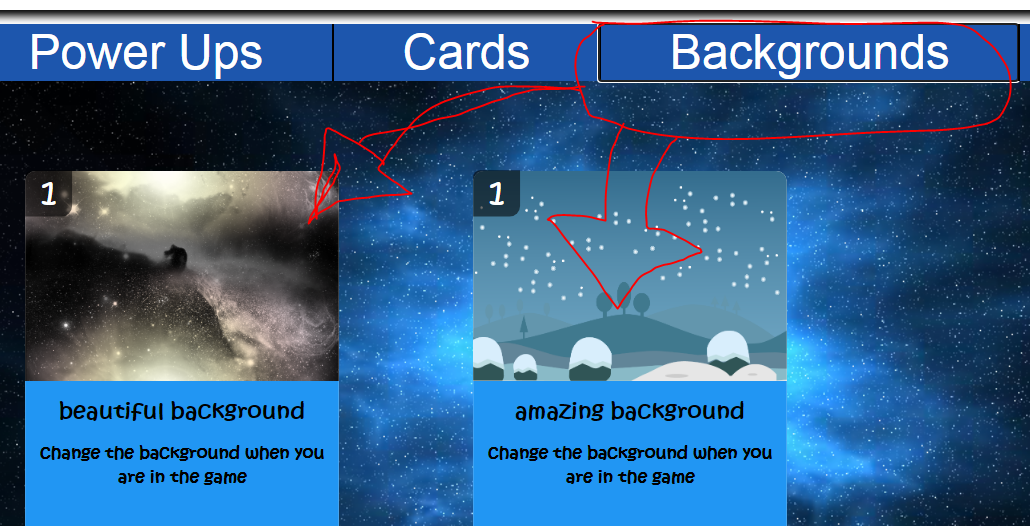 Power Ups Cards Backgrounds
1 1
beautiful background amazing background
Change the background when you Change the background when you
are in the game are in the game